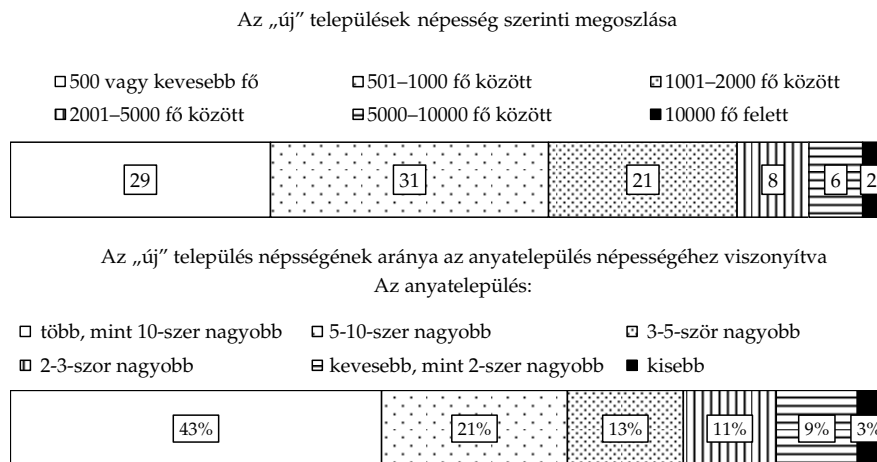 Az „új” települések népesség szerinti megoszlása
500 vagy kevesebb fő 501–1000 fő között 1001–2000 fő között
2001–5000 fő között 5000–10000 fő között 10000 fő felett
29 31 21 8 6 2
Az „új” település népsségének aránya az anyatelepülés népességéhez viszonyítva
Az anyatelepülés:
több, mint 10-szer nagyobb 5-10-szer nagyobb 3-5-ször nagyobb
2-3-szor nagyobb kevesebb, mint 2-szer nagyobb kisebb
43% 21% 13% 11% 9% 3%